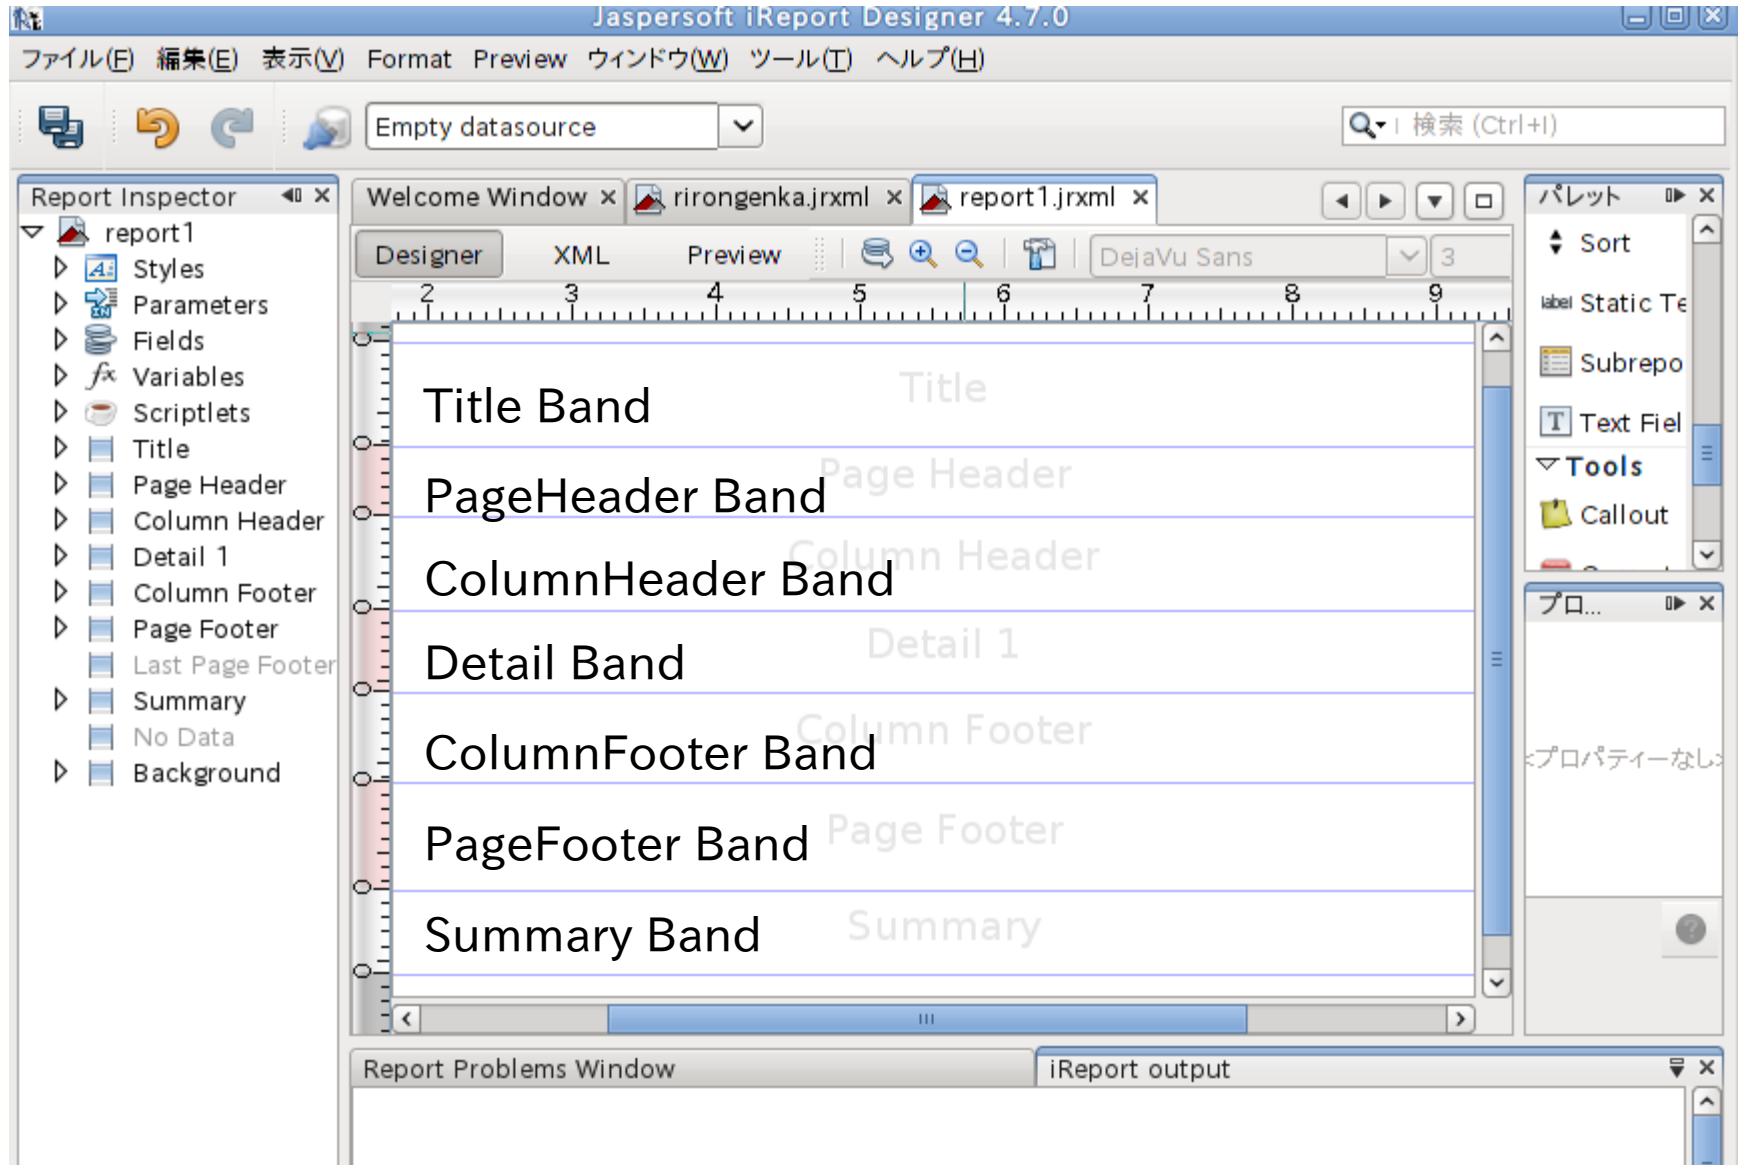 Jaspersoft iReport Designer 4.7.0
ファイル(F) 編集(E) 表示(V) Format Preview ウィンドウ(W) ツール(T) ヘルプ(H)
Empty datasource
検索 (Ctrl+I)
Report Inspector
report1
Styles
Parameters
Fields
Variables
Scriptlets
Title
Page Header
Column Header
Detail 1
Column Footer
Page Footer
Last Page Footer
Summary
No Data
Background
Welcome Window
rirongenka.jrxml
report1.jrxml
Designer XML Preview
DejaVu Sans
3
2 3 4 5 6 7 8 9
Title
Title Band
Page Header
PageHeader Band
Column Header
ColumnHeader Band
Detail 1
Detail Band
Column Footer
ColumnFooter Band
Page Footer
PageFooter Band
Summary
Summary Band
パレット
Sort
label Static Te
Subrepo
Text Fiel
Tools
Callout
プロ...
<プロパティーなし>
Report Problems Window
iReport output